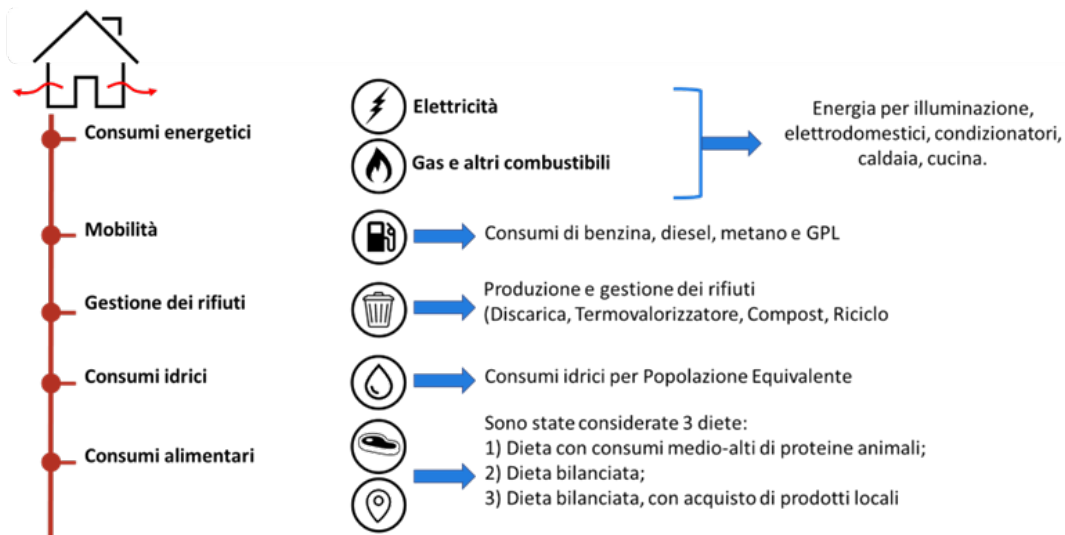 Consumi energetici
Elettricità
Gas e altri combustibili
Energia per illuminazione,
elettrodomestici, condizionatori,
caldaia, cucina.
Mobilità
Consumi di benzina, diesel, metano e GPL
Gestione dei rifiuti
Produzione e gestione dei rifiuti
(Discarica, Termovalorizzatore, Compost, Riciclo
Consumi idrici
Consumi idrici per Popolazione Equivalente
Consumi alimentari
Sono state considerate 3 diete:
1) Dieta con consumi medio-alti di proteine animali;
2) Dieta bilanciata;
3) Dieta bilanciata, con acquisto di prodotti locali